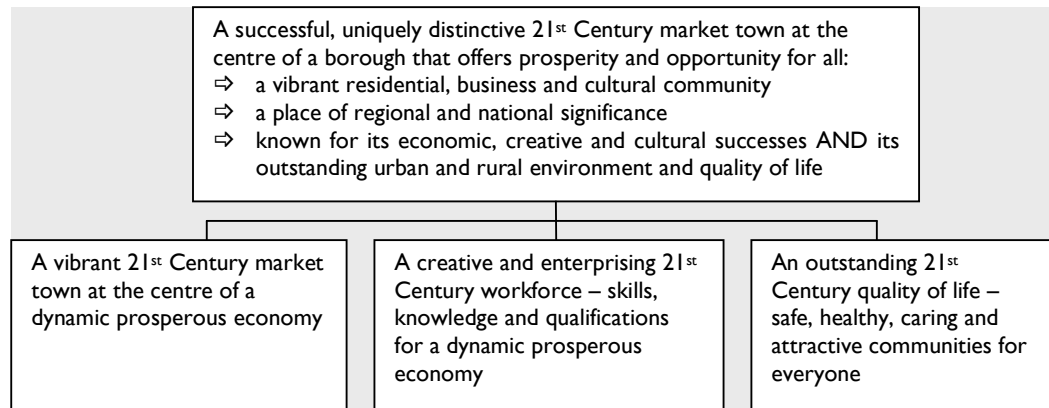 A successful, uniquely distinctive 21st Century market town at the
centre of a borough that offers prosperity and opportunity for all:
⇨ a vibrant residential, business and cultural community
⇨ a place of regional and national significance
⇨ known for its economic, creative and cultural successes AND its
outstanding urban and rural environment and quality of life
A vibrant 21st Century market
town at the centre of a
dynamic prosperous economy
A creative and enterprising 21st
Century workforce – skills,
knowledge and qualifications
for a dynamic prosperous
economy
An outstanding 21st
Century quality of life –
safe, healthy, caring and
attractive communities for
everyone